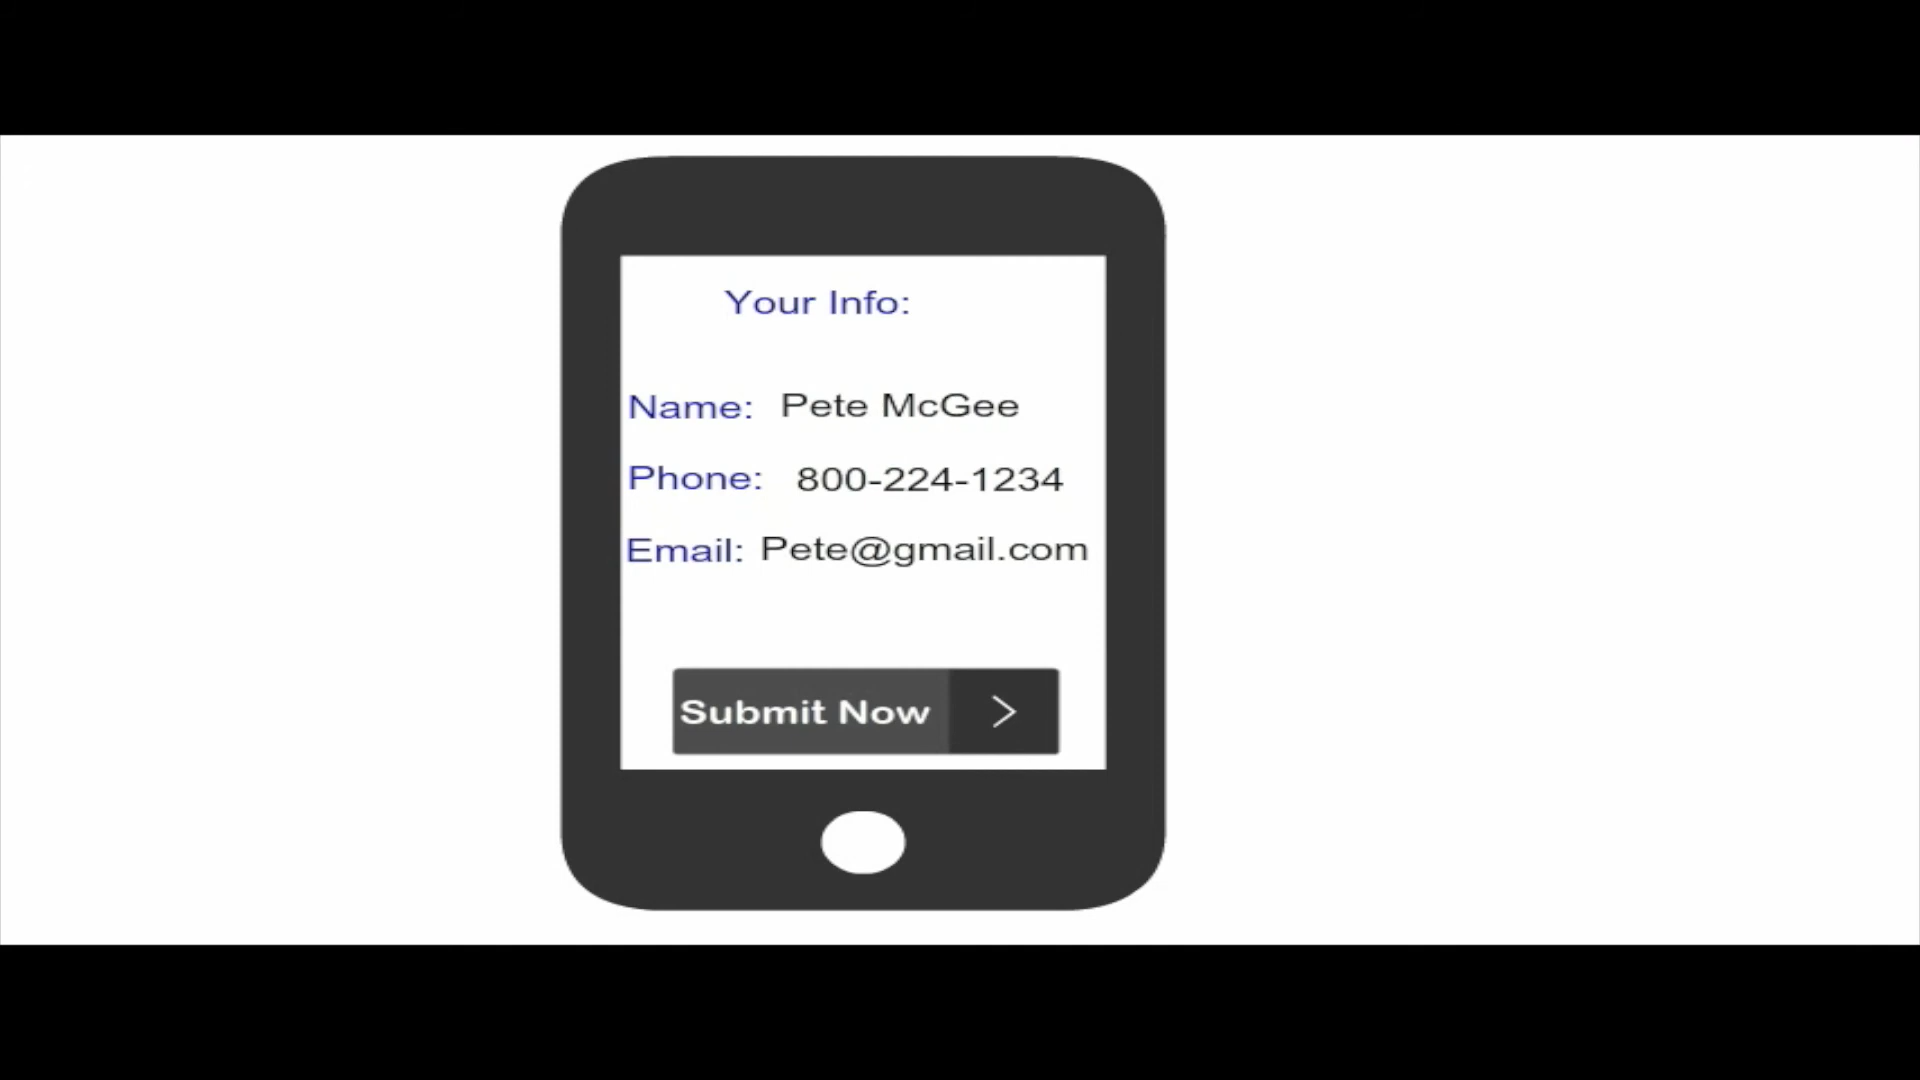 Your Info:
Name: Pete McGee
Phone: 800-224-1234
Email: Pete@gmail.com
Submit Now